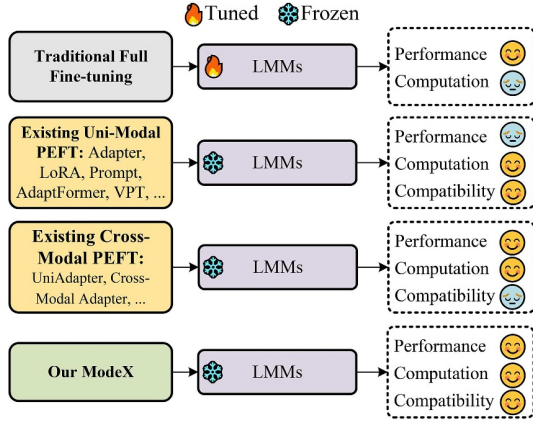 Tuned Frozen
Traditional Full
Fine-tuning
LMMs
Performance
Computation
Existing Uni-Modal
PEFT: Adapter,
LoRA, Prompt,
AdaptFormer, VPT, ...
LMMs
Performance
Computation
Compatibility
Existing Cross-
Modal PEFT:
UniAdapter, Cross-
Modal Adapter, ...
LMMs
Performance
Computation
Compatibility
Our ModeX
LMMs
Performance
Computation
Compatibility